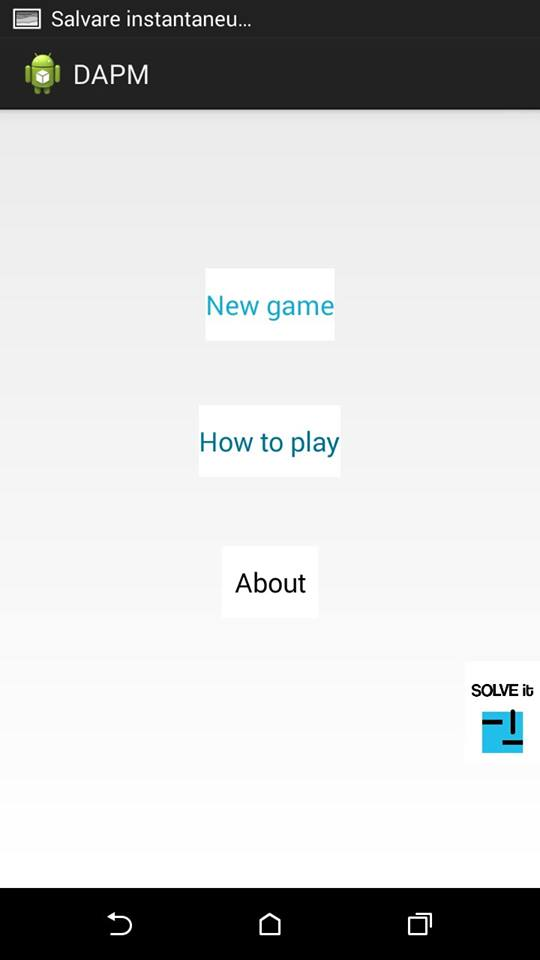 Salvare instantaneu…
DAPM
New game
How to play
About
SOLVE it